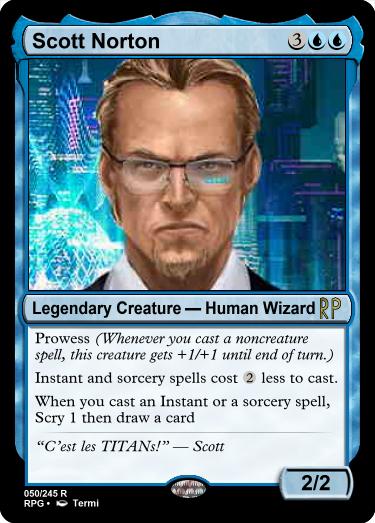 Scott Norton 3
Legendary Creature — Human Wizard RP
Prowess (Whenever you cast a noncreature
spell, this creature gets +1/+1 until end of turn.)
Instant and sorcery spells cost 2 less to cast.
When you cast an Instant or a sorcery spell,
Scry 1 then draw a card
“C'est les TITANs!” — Scott
2/2
050/245 R
RPG • Termi